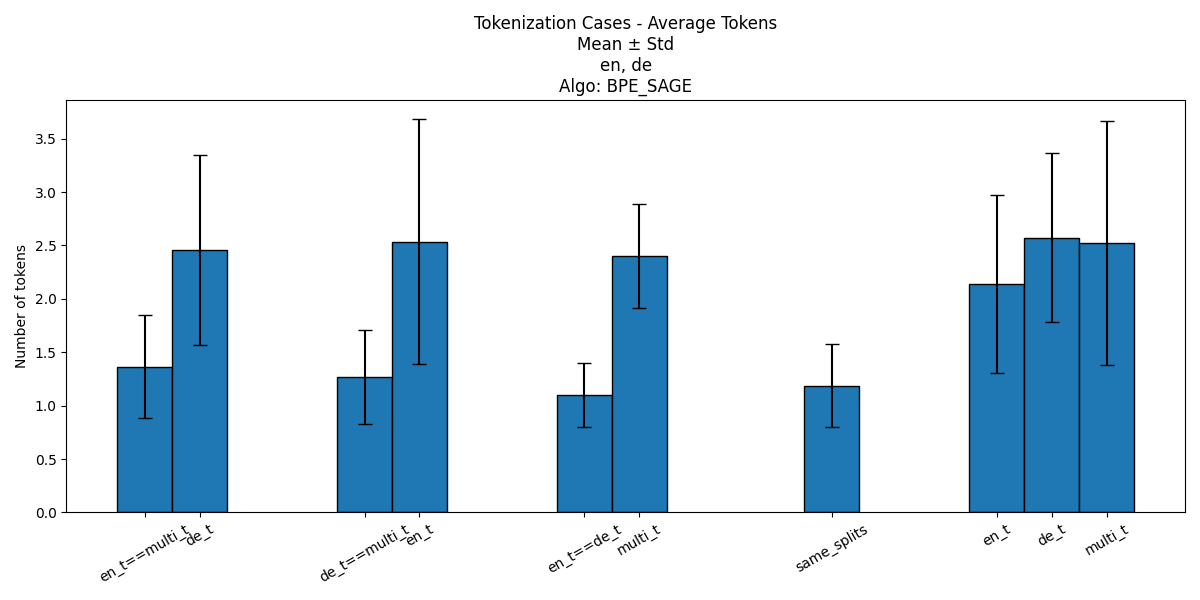 Tokenization Cases - Average Tokens
Mean ± Std
en, de
Algo: BPE_SAGE
Number of tokens
3.5
3.0
2.5
2.0
1.5
1.0
0.5
0.0
en_t==multi_t
de_t
de_t==multi_t
en_t
en_t==de_t
multi_t
same_splits
en_t
de_t
multi_t